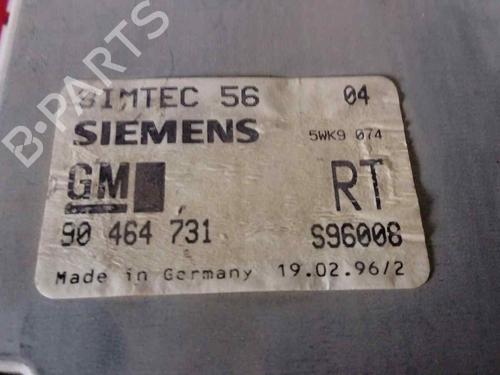 B-PARTS
SIMTEC 56 04
SIEMENS 5WK9 074
GM RT
90 464 731 S96008
Made in Germany 19.02.96/2